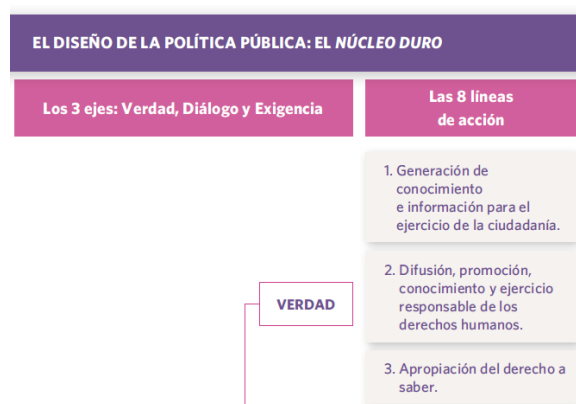 EL DISEÑO DE LA POLÍTICA PÚBLICA: EL NÚCLEO DURO
Los 3 ejes: Verdad, Diálogo y Exigencia
Las 8 líneas
de acción
1. Generación de
conocimiento
e información para el
ejercicio de la ciudadanía.
2. Difusión, promoción,
conocimiento y ejercicio
responsable de los
derechos humanos.
VERDAD
3. Apropiación del derecho a
saber.